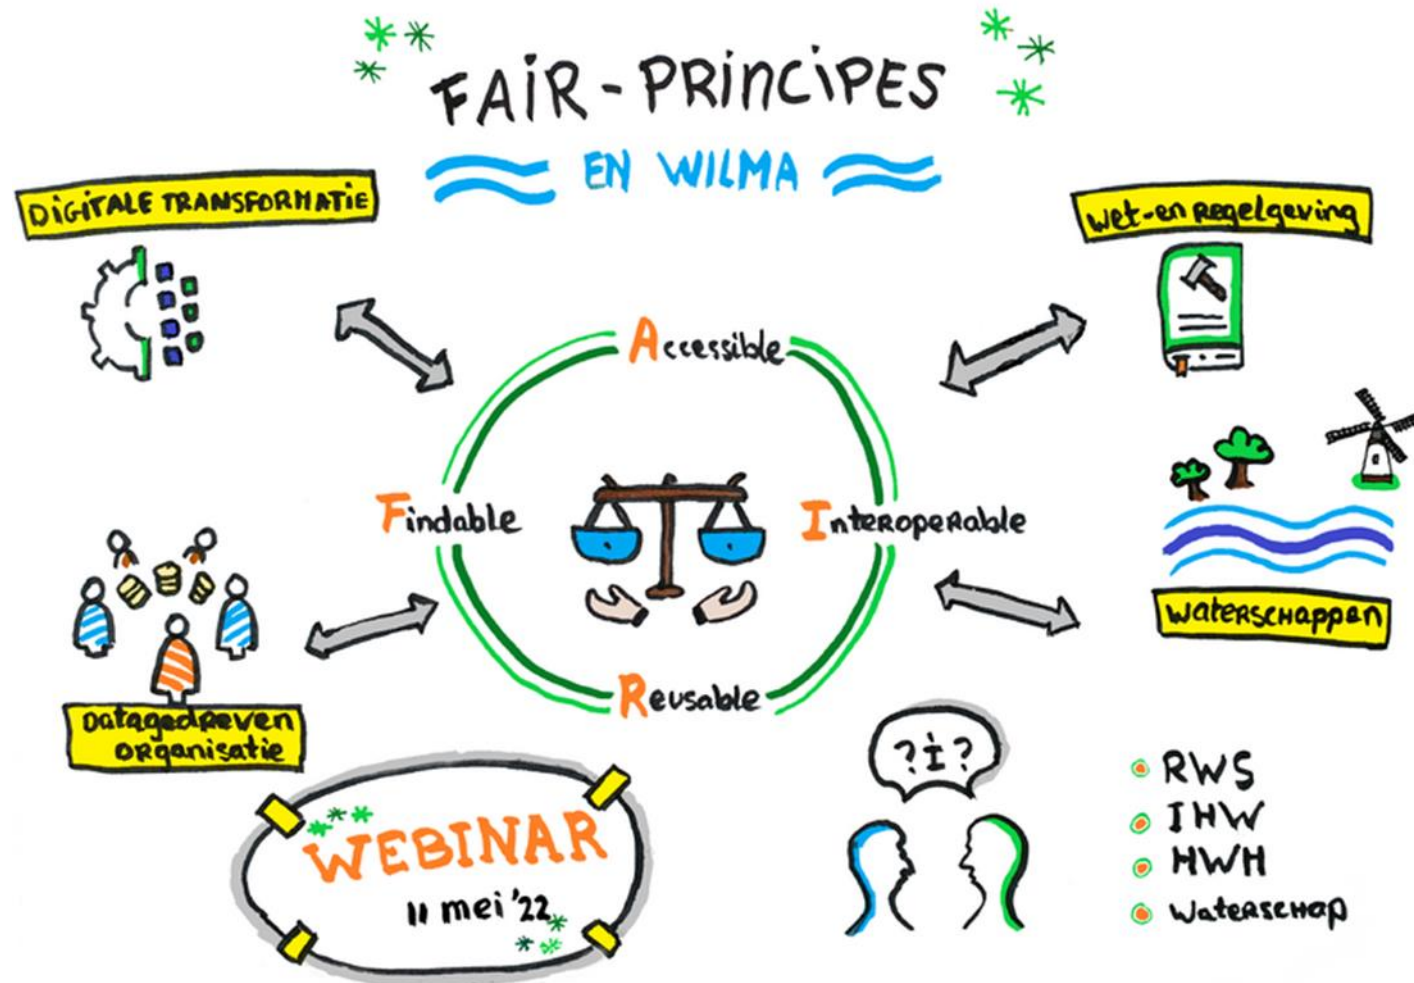 FAIR-PRINCIPES
EN WILMA
DIGITALE TRANSFORMATIE
Wet-en Regelgeving
Accessible
Findable
Interoperable
Reusable
Waterschappen
Datagedreven
organisatie
? i ?
WEBINAR
11 mei '22
RWS
IHW
HWH
Waterschap